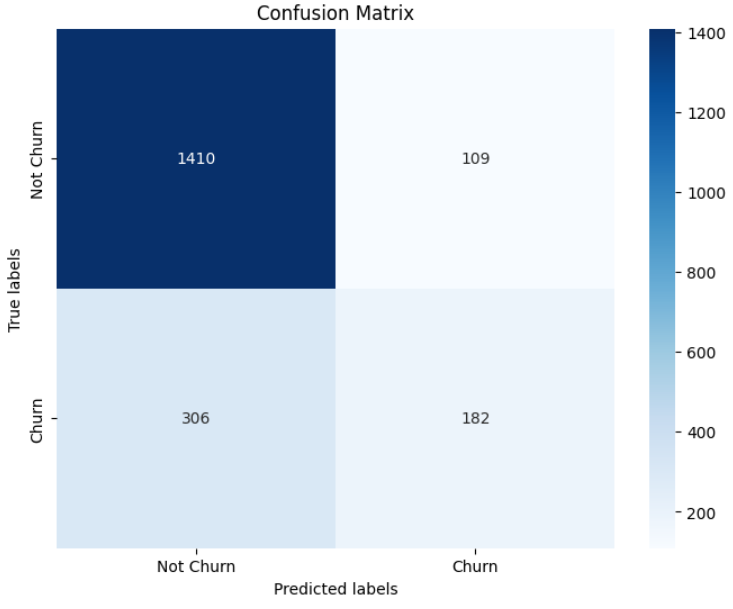 Confusion Matrix
True labels
Not Churn
1410
109
Churn
306
182
Not Churn
Churn
Predicted labels
1400
1200
1000
800
600
400
200